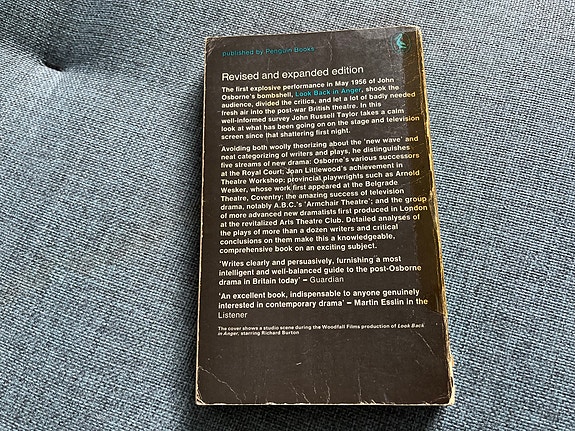 published by Penguin Books
Revised and expanded edition
The first explosive performance in May 1956 of John
Osborne's bombshell, Look Back in Anger, shook the
audience, divided the critics, and let a lot of badly needed
fresh air into the post-war British theatre. In this
well-informed survey John Russell Taylor takes a calm
look at what has been going on on the stage and television
screen since that shattering first night.
Avoiding both woolly theorizing about the 'new wave' and
neat categorizing of writers and plays, he distinguishes
five streams of new drama: Osborne's various successors
at the Royal Court; Joan Littlewood's achievement in
Theatre Workshop; provincial playwrights such as Arnold
Wesker, whose work first appeared at the Belgrade
Theatre, Coventry; the amazing success of television
drama, notably A.B.C.'s 'Armchair Theatre'; and the group
of more advanced new dramatists first produced in London
at the revitalized Arts Theatre Club. Detailed analyses of
the plays of more than a dozen writers and critical
conclusions on them make this a knowledgeable,
comprehensive book on an exciting subject.
'Writes clearly and persuasively, furnishing a most
intelligent and well-balanced guide to the post-Osborne
drama in Britain today' – Guardian
'An excellent book, indispensable to anyone genuinely
interested in contemporary drama' – Martin Esslin in the
Listener
The cover shows a studio scene during the Woodfall Films production of Look Back
in Anger, starring Richard Burton